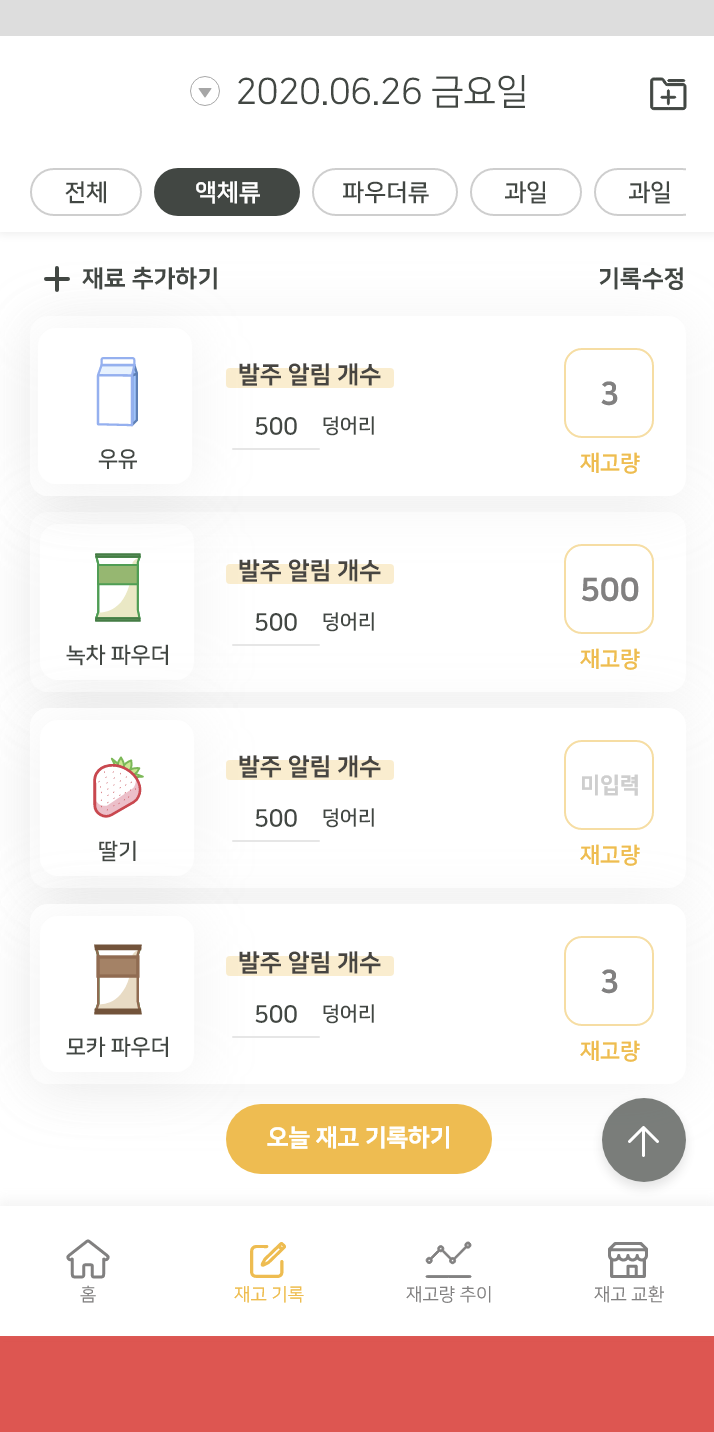 2020.06.26 금요일
전체 액체류 파우더류 과일 과일
재료 추가하기 기록수정
발주 알림 개수
3
500 덩어리
우유
재고량
발주 알림 개수
500
500 덩어리
녹차 파우더
재고량
발주 알림 개수
미입력
500 덩어리
딸기
재고량
발주 알림 개수
3
500 덩어리
모카 파우더
재고량
오늘 재고 기록하기
홈 재고 기록 재고량 추이 재고 교환